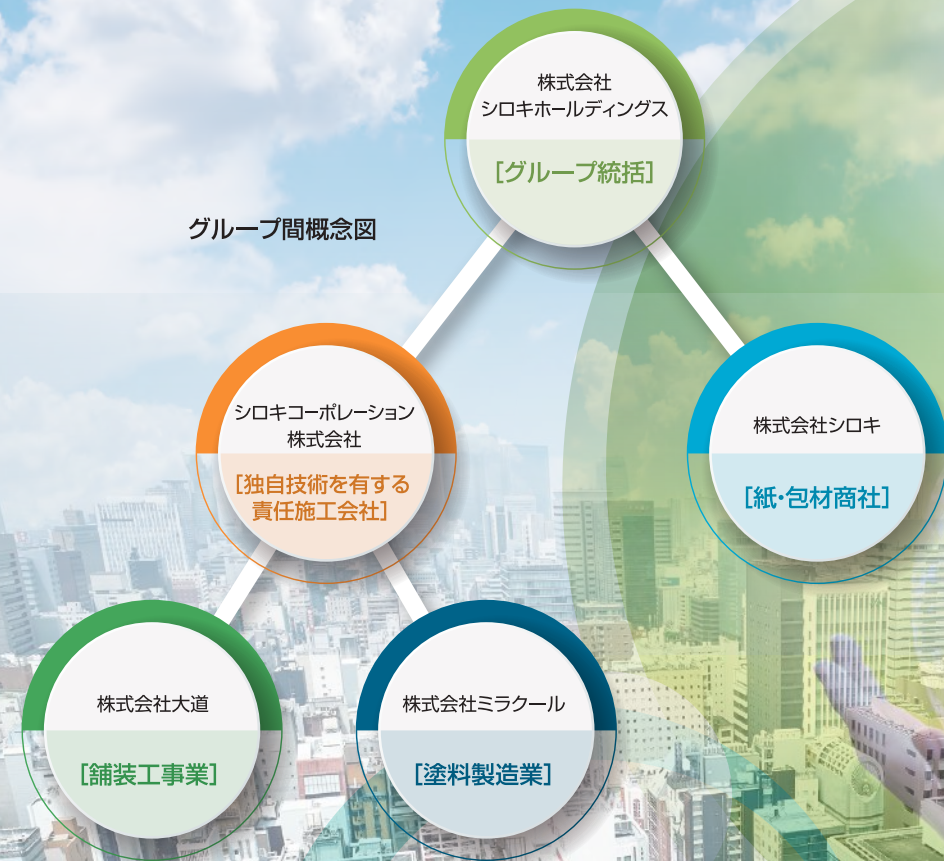 株式会社
シロキホールディングス
[グループ統括]
グループ間概念図
シロキコーポレーション
株式会社
[独自技術を有する
責任施工会社]
株式会社シロキ
[紙・包材商社]
株式会社大道
[舗装工事業]
株式会社ミラクール
[塗料製造業]